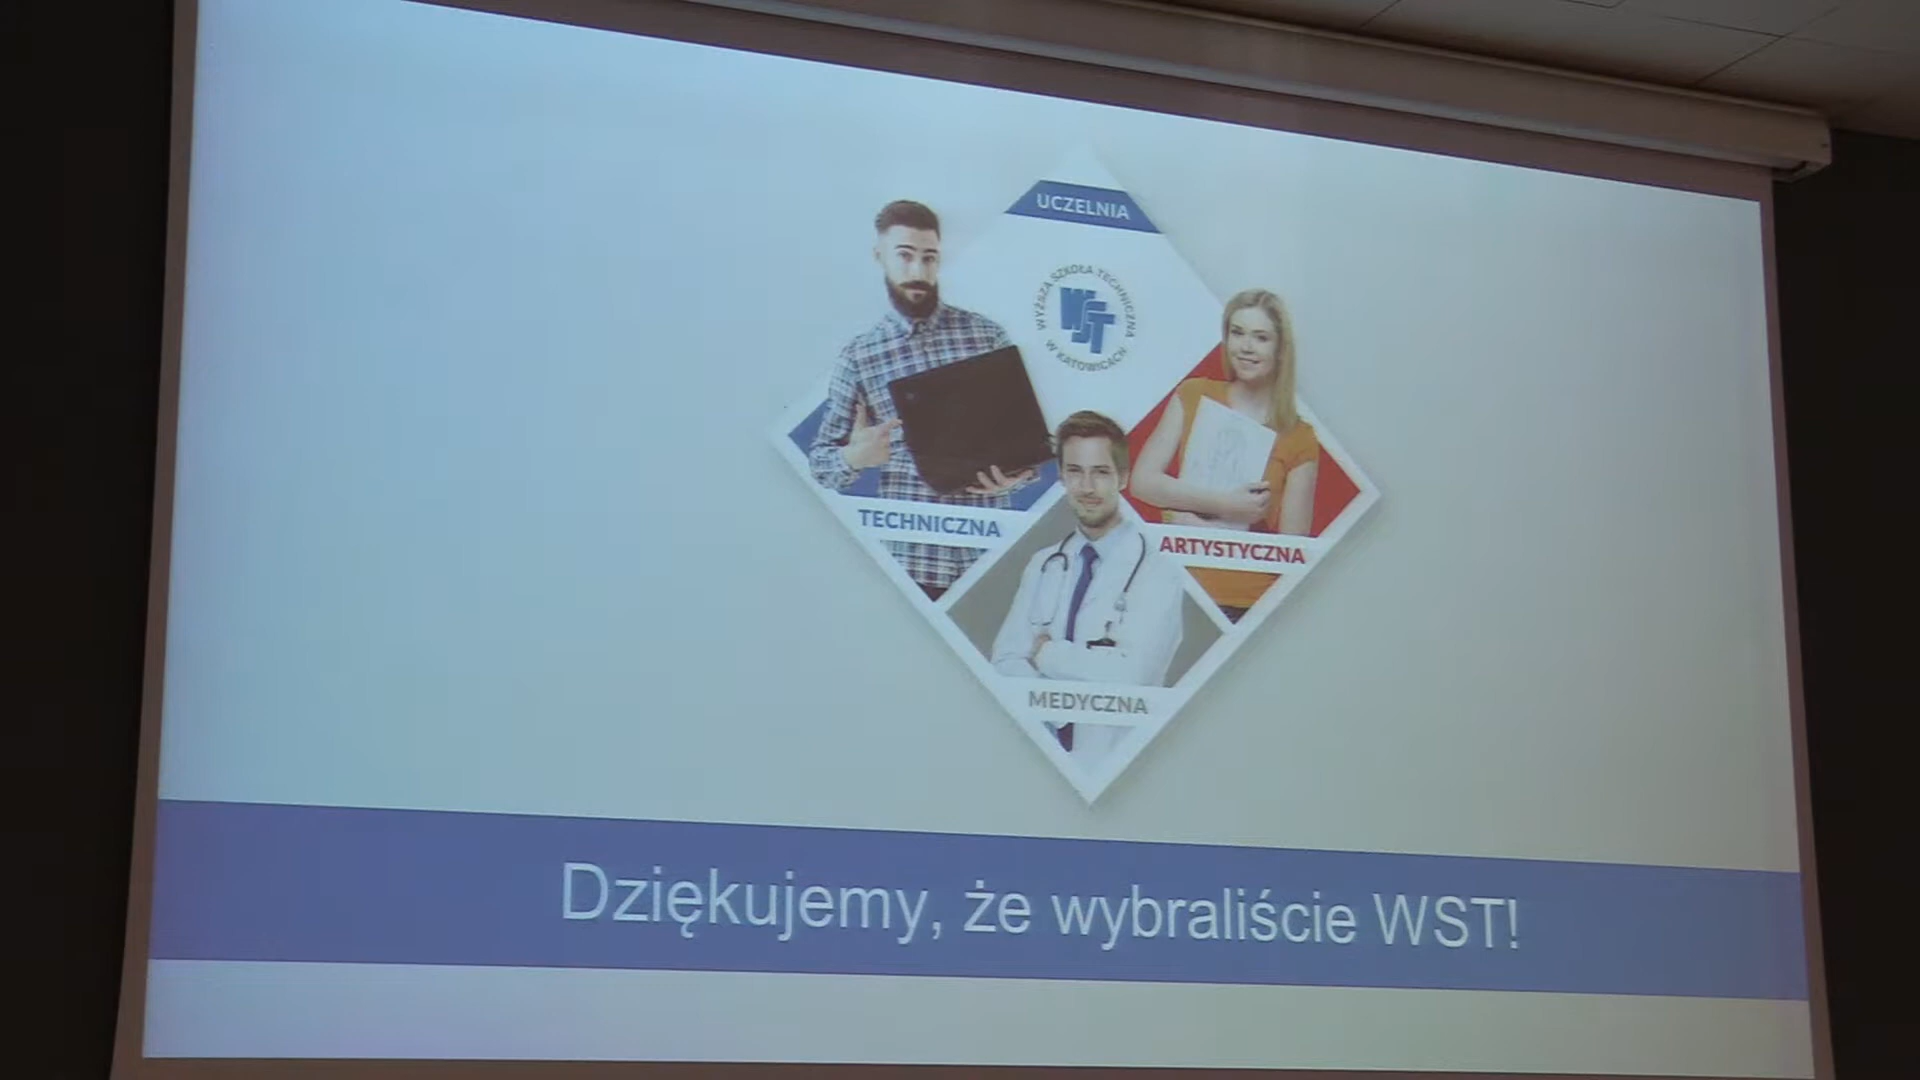 UCZELNIA
WYŻSZA SZKOŁA TECHNICZNA
WST
W KATOWICACH
TECHNICZNA
ARTYSTYCZNA
MEDYCZNA
Dziękujemy, że wybraliście WST!